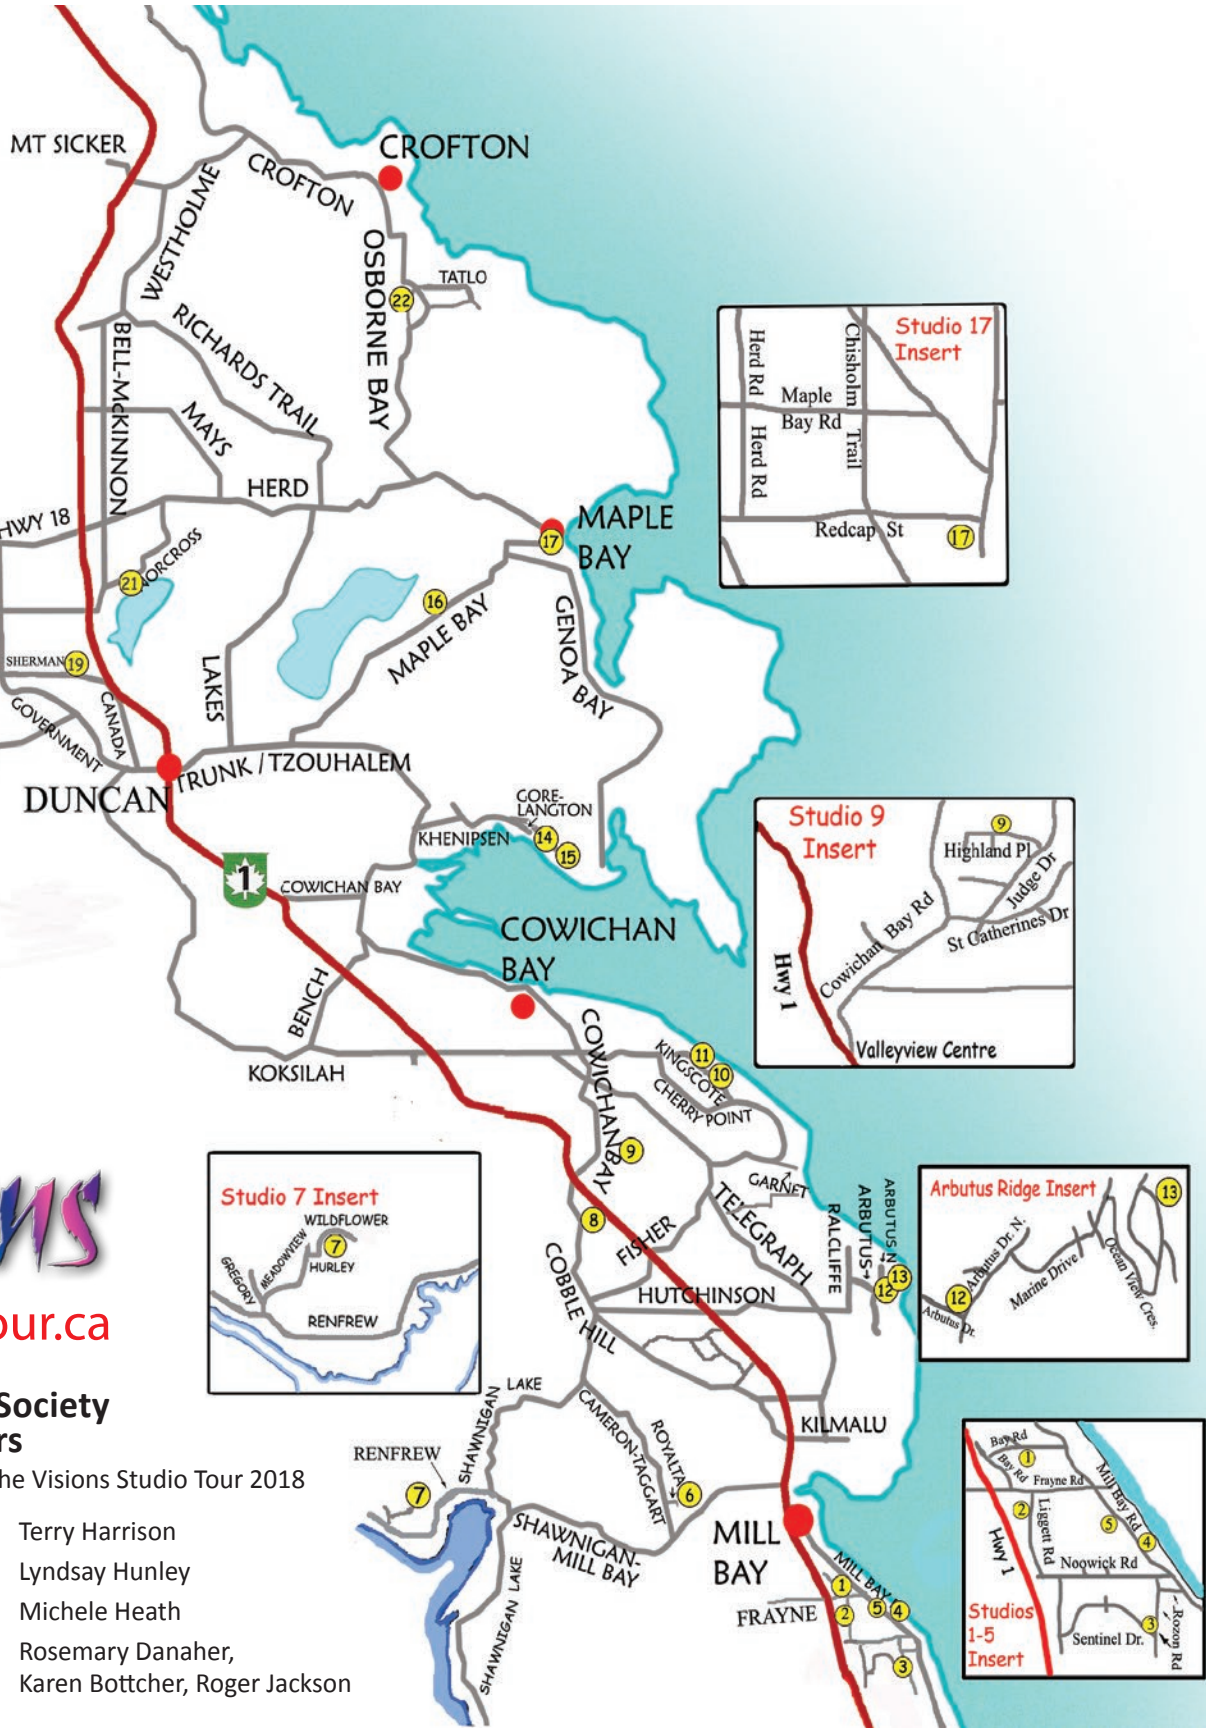 MT SICKER
CROFTON
CROFTON
WESTHOLME
OSBORNE BAY
TATLO
22
RICHARDS TRAIL
BELL-McKINNON
MAYS
HERD
HWY 18
NORCROSS
21
MAPLE
BAY
17
16
MAPLE BAY
GENOA BAY
SHERMAN
19
LAKES
CANADA
GOVERNMENT
TRUNK / TZOUHALEM
DUNCAN
GORE-
LANGTON
KHENIPSEN
14
15
1
COWICHAN BAY
COWICHAN
BAY
BENCH
KOKSILAH
COWICHAN BAY
KINGSCOTE
11
10
CHERRY POINT
9
GARNET
8
FISHER
TELEGRAPH
RALCLIFFE
ARBUTUS
ARBUTUS N
13
12
HUTCHINSON
COBBLE HILL
LAKE
SHAWNIGAN
CAMERON-TAGGART
ROYALTA
6
KILMALU
RENFREW
7
SHAWNIGAN-
MILL BAY
MILL
BAY
SHAWNIGAN LAKE
MILL BAY
FRAYNE
1
2
5
4
3
Studio 17
Insert
Herd Rd
Chisholm
Maple
Bay Rd
Herd Rd
Trail
Redcap St
17
Studio 9
Insert
9
Highland Pl
Judge Dr
Cowichan Bay Rd
St Catherines Dr
Hwy 1
Valleyview Centre
Studio 7 Insert
WILDFLOWER
7
MEADOWVIEW
HURLEY
GREGORY
RENFREW
Arbutus Ridge Insert
13
Arbutus Dr. N.
Marine Drive
Ocean View Cres.
12
Arbutus Dr.
Bay Rd
1
Bay Rd
Frayne Rd
Mill Bay Rd
2
Liggett Rd
5
4
Hwy 1
Noowick Rd
Studios
1-5
Insert
Sentinel Dr.
3
Rozon Rd
ns
our.ca
Society
rs
he Visions Studio Tour 2018
Terry Harrison
Lyndsay Hunley
Michele Heath
Rosemary Danaher,
Karen Bottcher, Roger Jackson